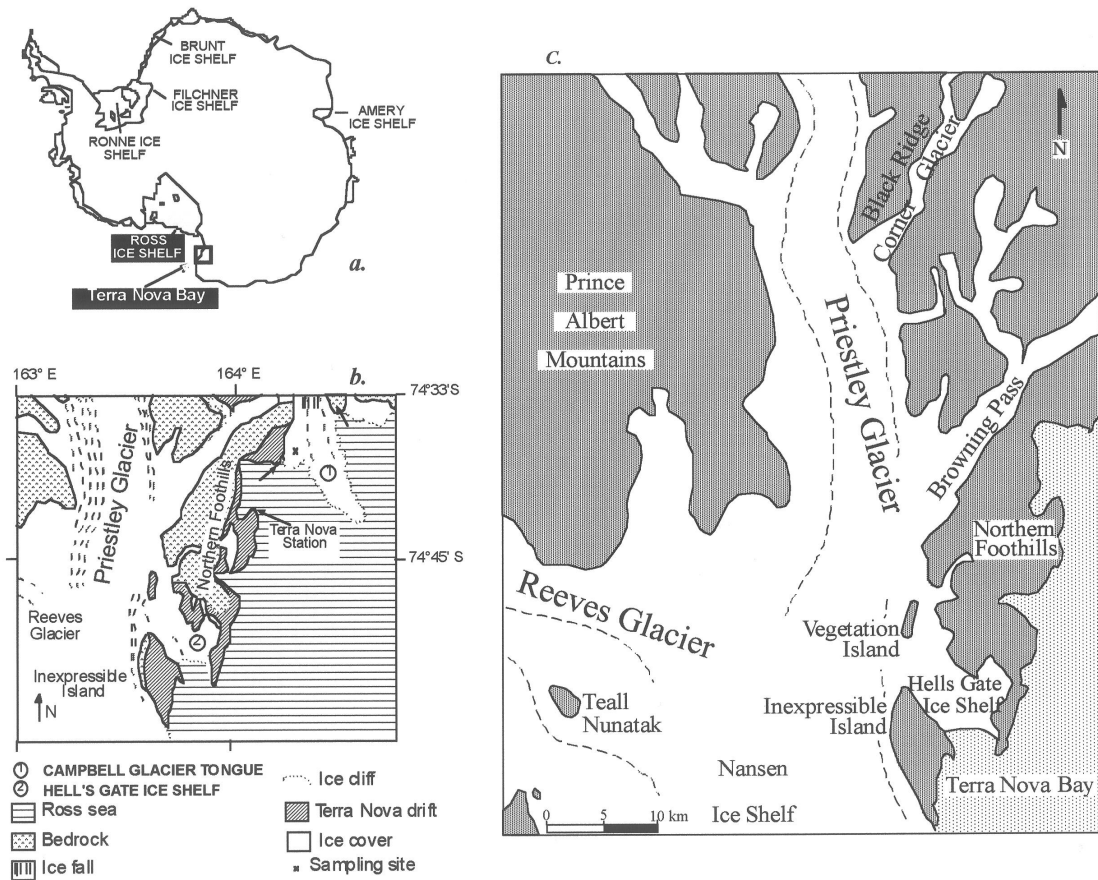 BRUNT
ICE SHELF
FILCHNER
ICE SHELF
AMERY
ICE SHELF
RONNE ICE
SHELF
ROSS
ICE SHELF
a.
Terra Nova Bay
163° E
164° E
b.
74°33'S
Priestley Glacier
Northern Foothills
1
Terra Nova
Station
74°45' S
Reeves
Glacier
2
Inexpressible
Island
N
1 CAMPBELL GLACIER TONGUE
2 HELL'S GATE ICE SHELF
Ross sea
Bedrock
Ice fall
Ice cliff
Terra Nova drift
Ice cover
Sampling site
C.
N
Black Ridge
Corner Glacier
Prince
Albert
Mountains
Priestley Glacier
Browning Pass
Northern
Foothills
Reeves Glacier
Vegetation
Island
Hells Gate
Ice Shelf
Teall
Nunatak
Inexpressible
Island
Nansen
Ice Shelf
Terra Nova Bay
0 5 10 km